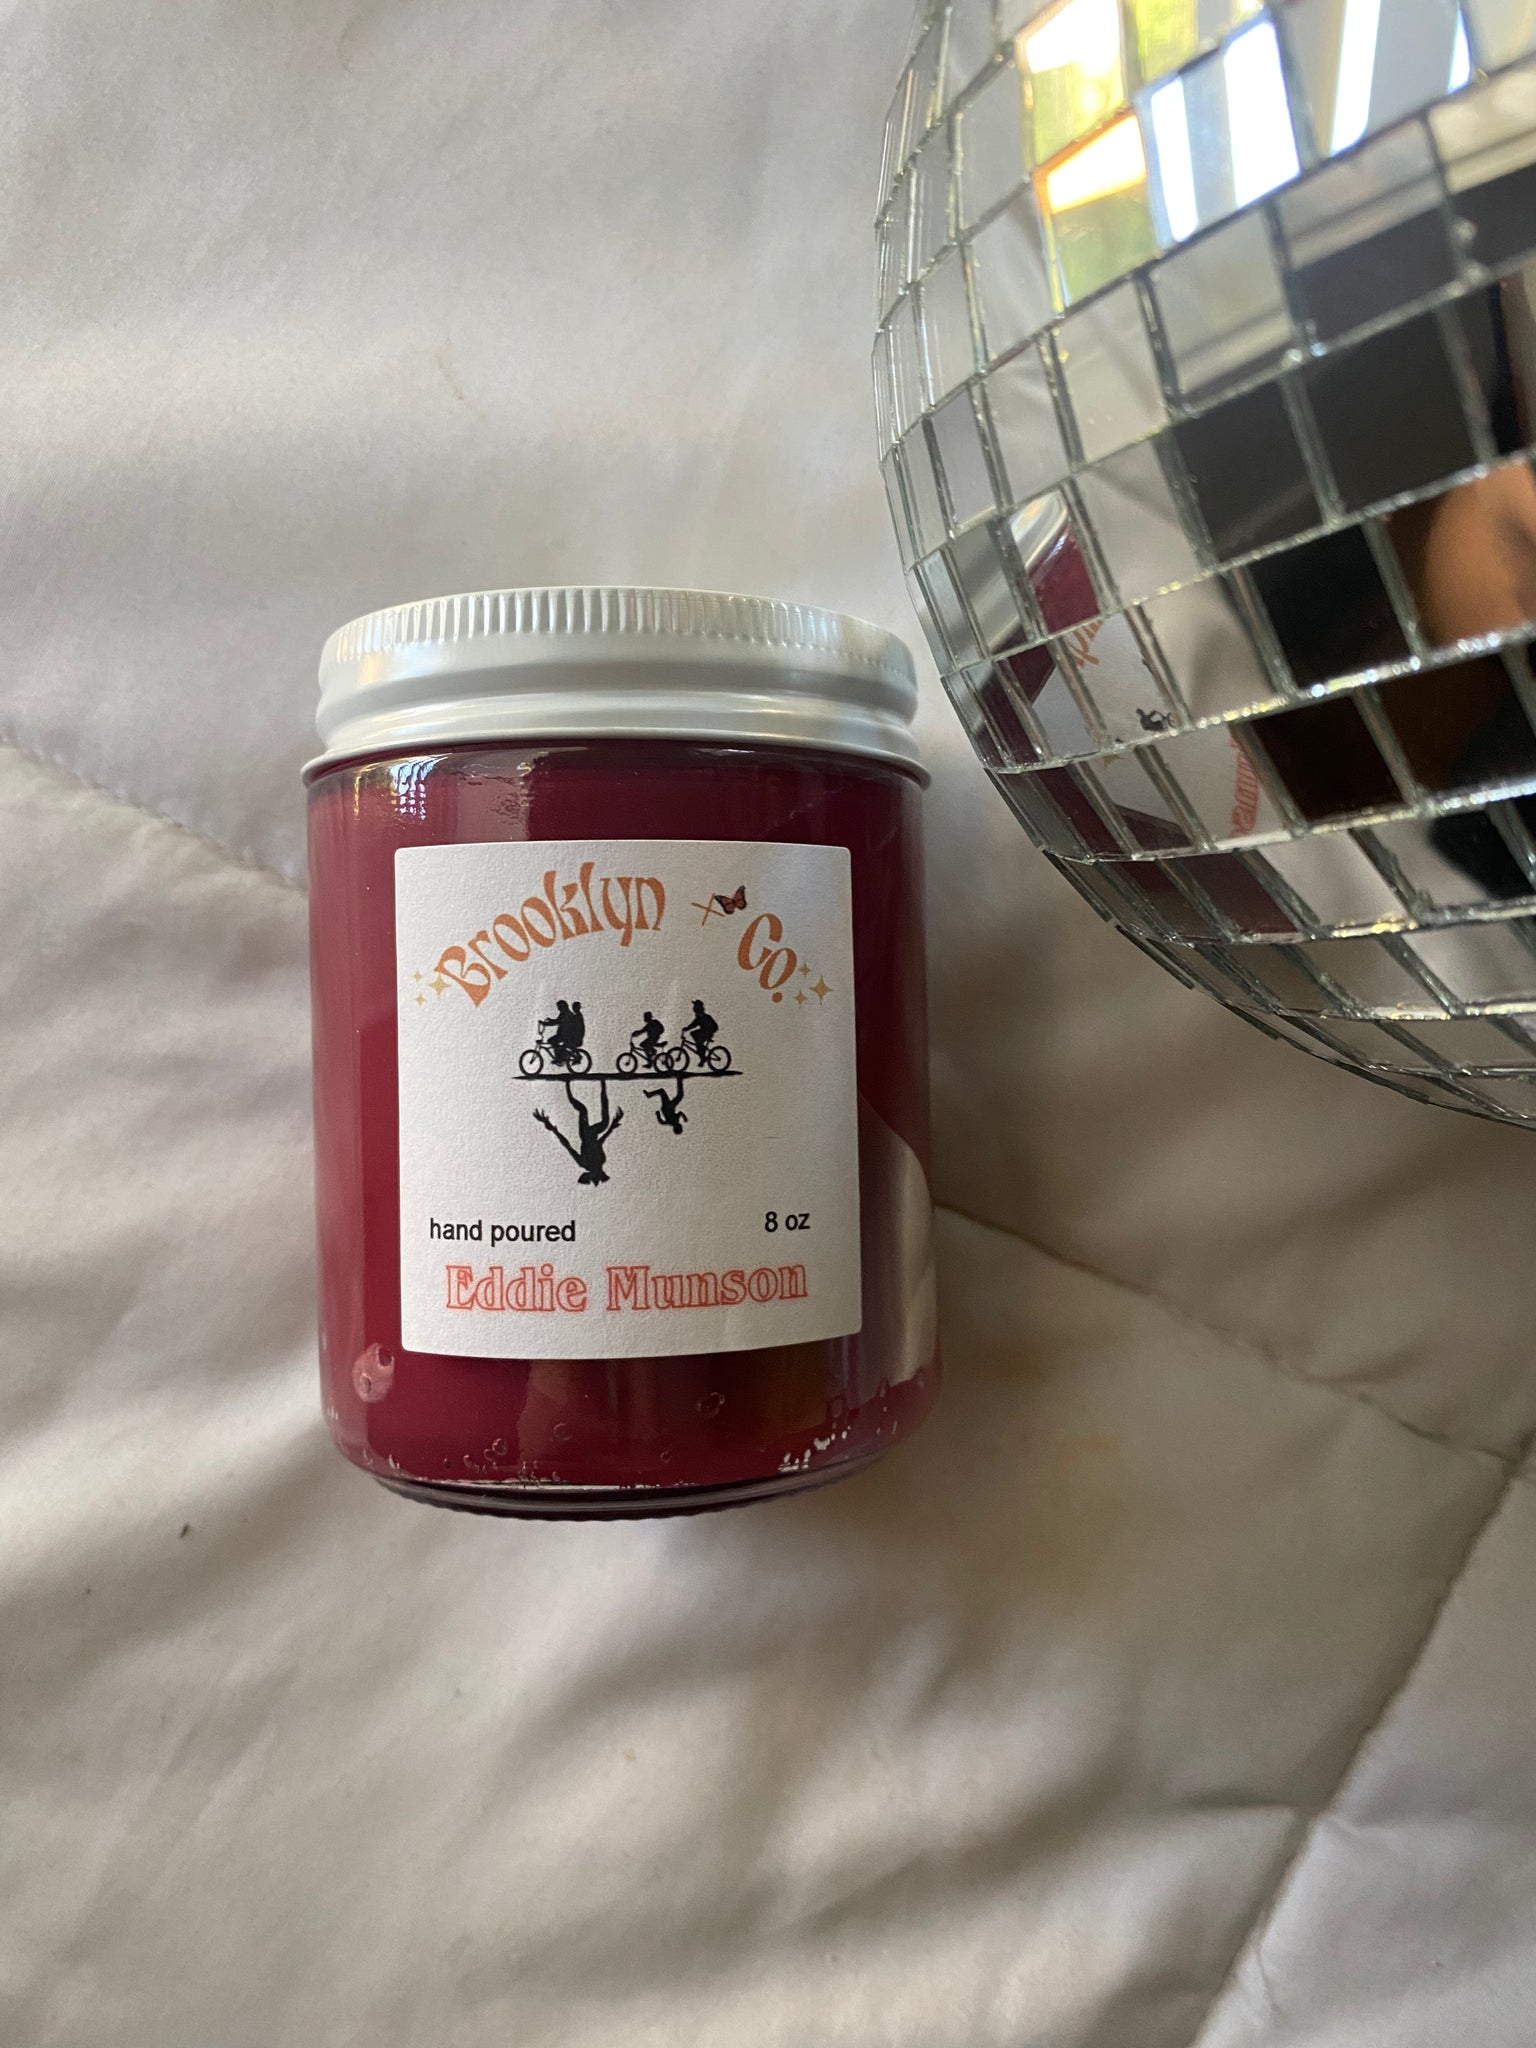 Brooklyn x Co.
hand poured
8 oz
Eddie Munson